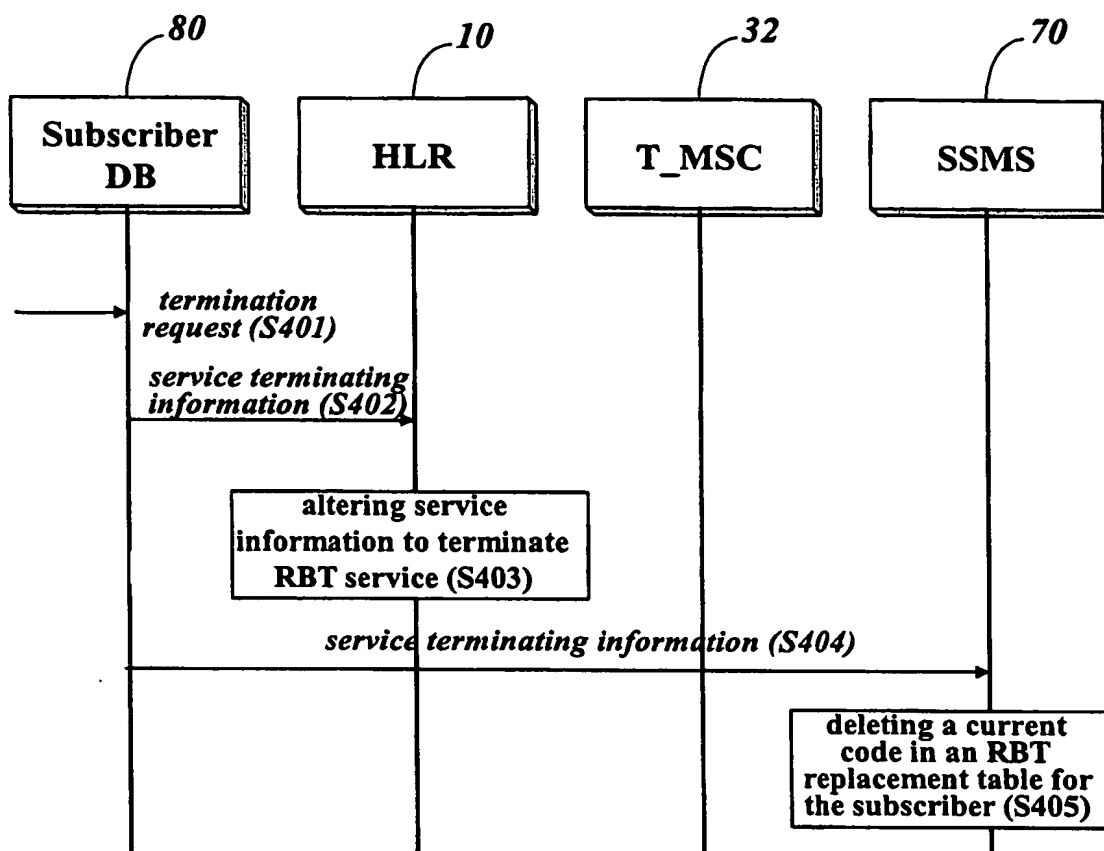 80
10
32
70
Subscriber
DB
HLR
T_MSC
SSMS
termination
request (S401)
service terminating
information (S402)
altering service
information to terminate
RBT service (S403)
service terminating information (S404)
deleting a current
code in an RBT
replacement table for
the subscriber (S405)